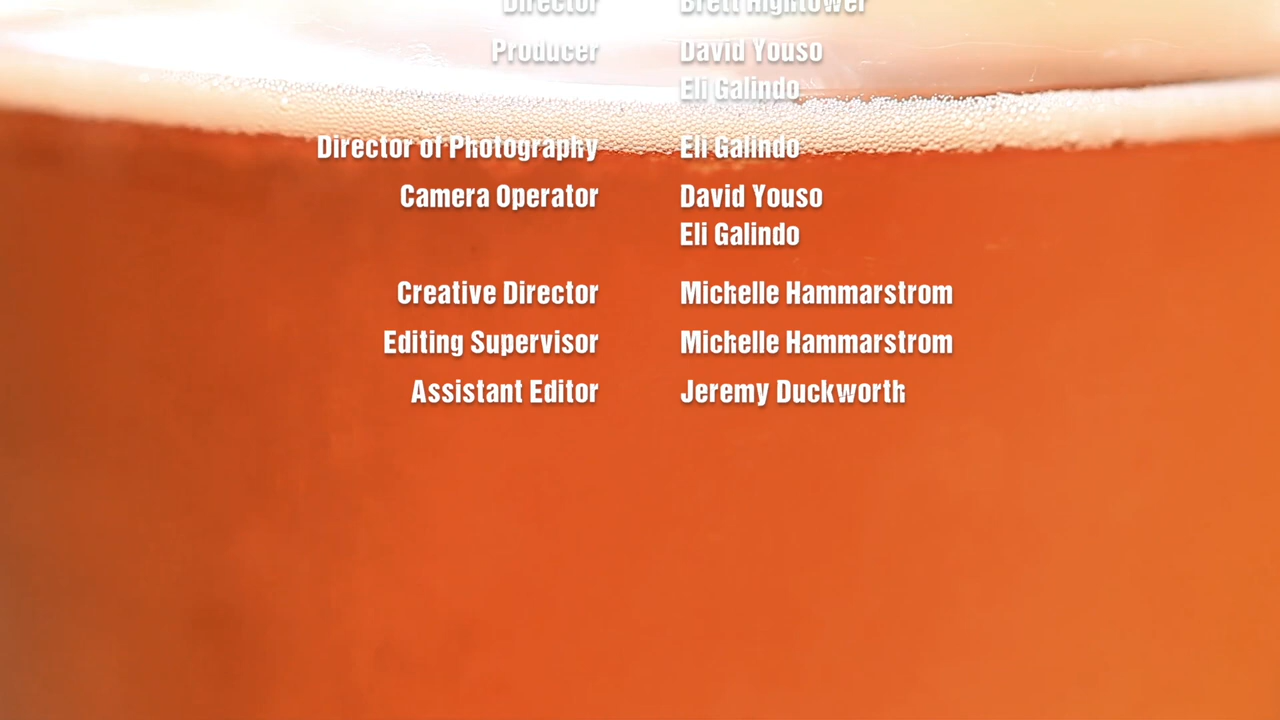 Director Brett Hightower
Producer David Youso
Eli Galindo
Director of Photography Eli Galindo
Camera Operator David Youso
Eli Galindo
Creative Director Michelle Hammarstrom
Editing Supervisor Michelle Hammarstrom
Assistant Editor Jeremy Duckworth